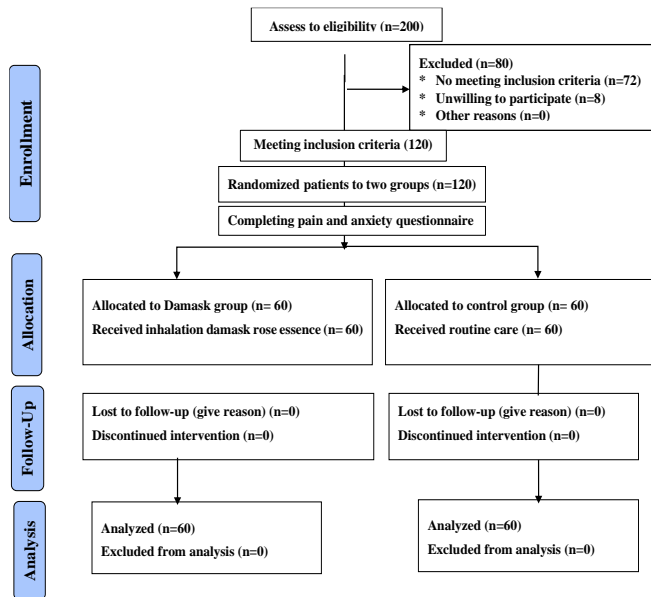 Assess to eligibility (n=200)
Excluded (n=80)
* No meeting inclusion criteria (n=72)
* Unwilling to participate (n=8)
* Other reasons (n=0)
Enrollment
Meeting inclusion criteria (120)
Randomized patients to two groups (n=120)
Completing pain and anxiety questionnaire
Allocation
Allocated to Damask group (n= 60)
Received inhalation damask rose essence (n= 60)
Allocated to control group (n= 60)
Received routine care (n= 60)
Follow-Up
Lost to follow-up (give reason) (n=0)
Discontinued intervention (n=0)
Lost to follow-up (give reason) (n=0)
Discontinued intervention (n=0)
Analysis
Analyzed (n=60)
Excluded from analysis (n=0)
Analyzed (n=60)
Excluded from analysis (n=0)